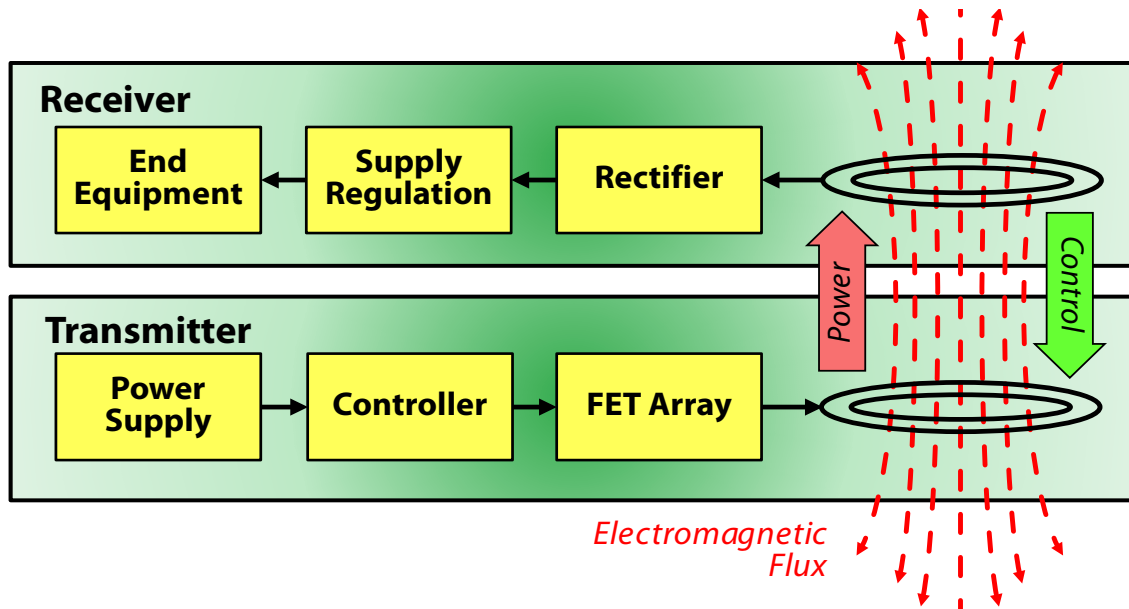 Receiver
End
Equipment
Supply
Regulation
Rectifier
Power
Control
Transmitter
Power
Supply
Controller
FET Array
Electromagnetic
Flux